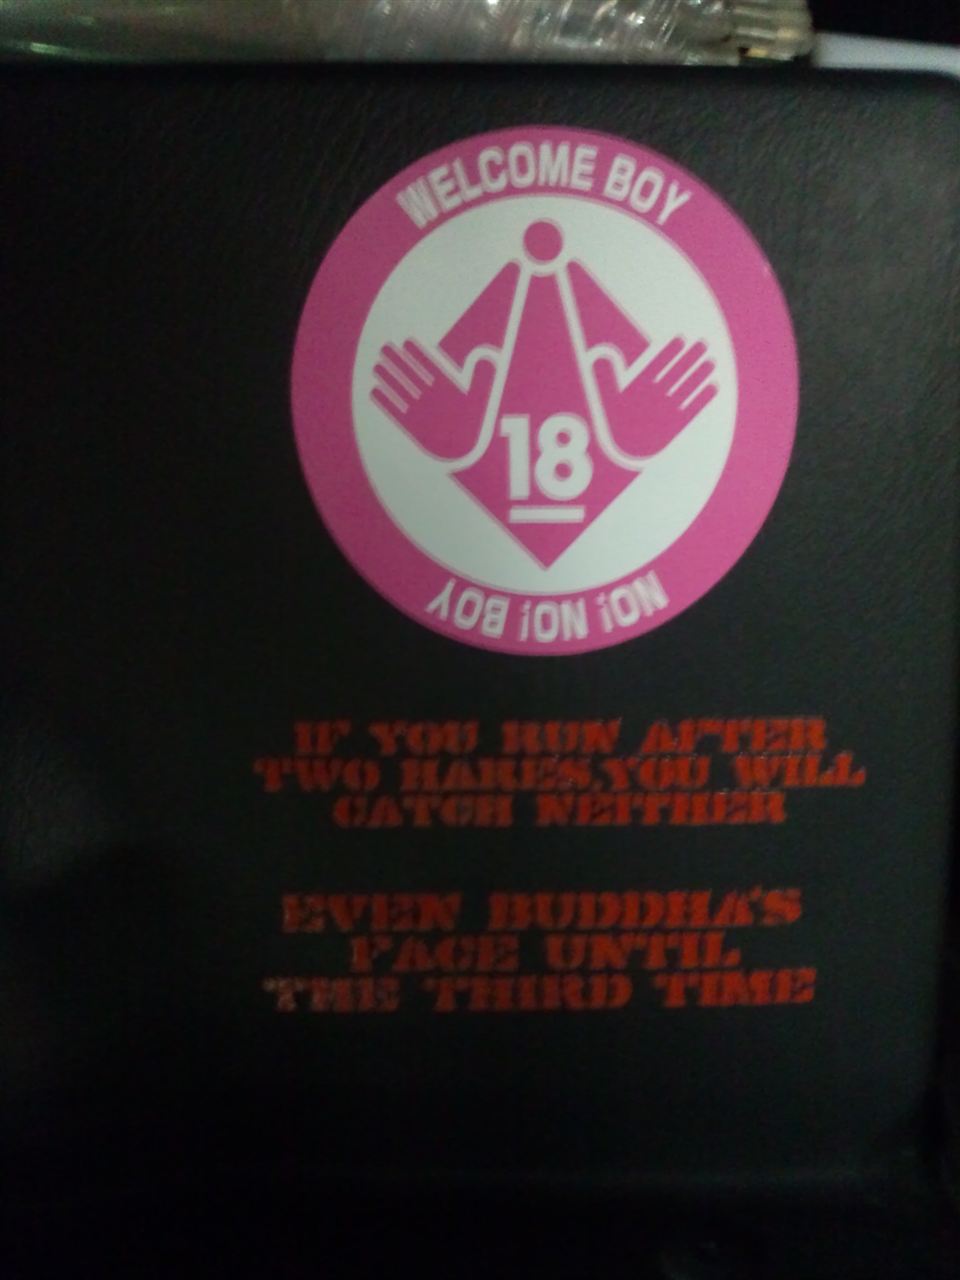 WELCOME BOY
18
NO! NO! BOY
IF YOU RUN AFTER
TWO HARES,YOU WILL
CATCH NEITHER
EVEN BUDDHA'S
FACE UNTIL
THE THIRD TIME